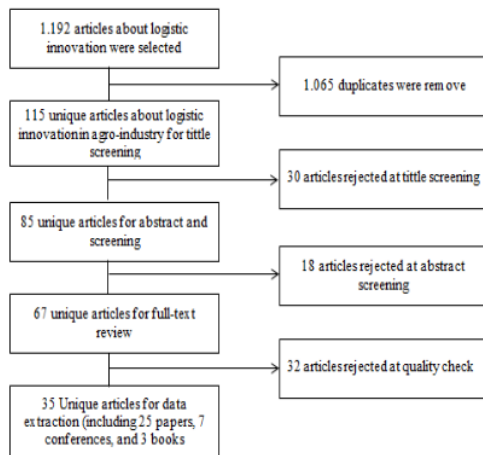 1.192 articles about logistic
innovation were selected
1.065 duplicates were remove
115 unique articles about logistic
innovationin agro-industry for tittle
screening
30 articles rejected at tittle screening
85 unique articles for abstract and
screening
18 articles rejected at abstract
screening
67 unique articles for full-text
review
32 articles rejected at quality check
35 Unique articles for data
extraction (including 25 papers, 7
conferences, and 3 books